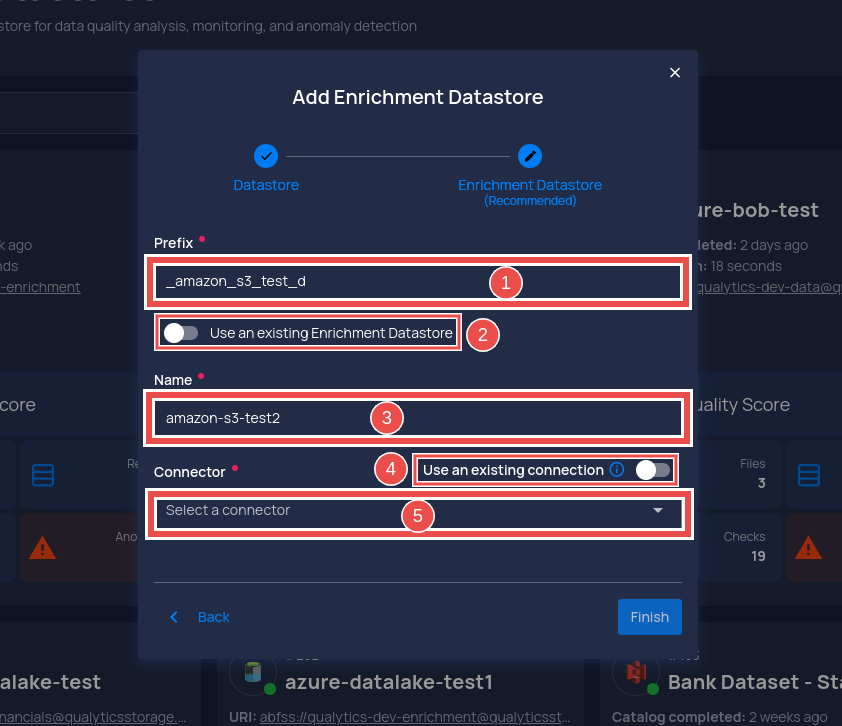 store for data quality analysis, monitoring, and anomaly detection
Add Enrichment Datastore
Datastore
Enrichment Datastore
(Recommended)
ure-bob-test
k ago
leted: 2 days ago
nds
n: 18 seconds
-enrichment
qualytics-dev-data@q
Prefix
_amazon_s3_test_d
1
Use an existing Enrichment Datastore
2
Name
amazon-s3-test2
3
core
uality Score
Connector
4
Use an existing connection
Re
Files
3
Select a connector
5
Ano
Checks
19
Back
Finish
alake-test
azure-datalake-test1
Bank Dataset - Sta
nancials@qualyticsstorage....
URI: abfss://qualytics-dev-enrichment@qualyticsst...
Catalog completed: 2 weeks ago